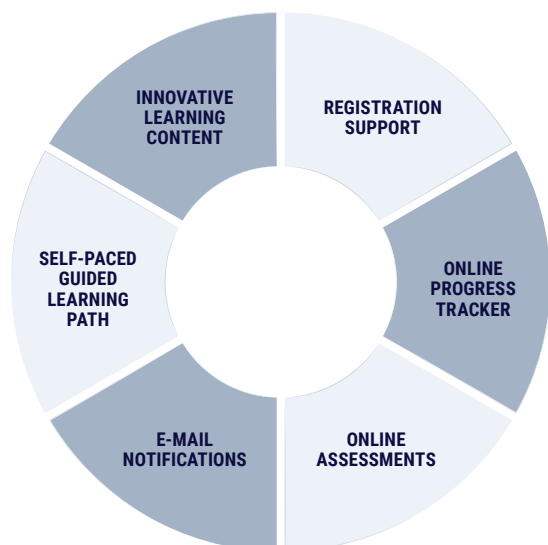 INNOVATIVE
LEARNING
CONTENT
REGISTRATION
SUPPORT
SELF-PACED
GUIDED
LEARNING
PATH
ONLINE
PROGRESS
TRACKER
E-MAIL
NOTIFICATIONS
ONLINE
ASSESSMENTS